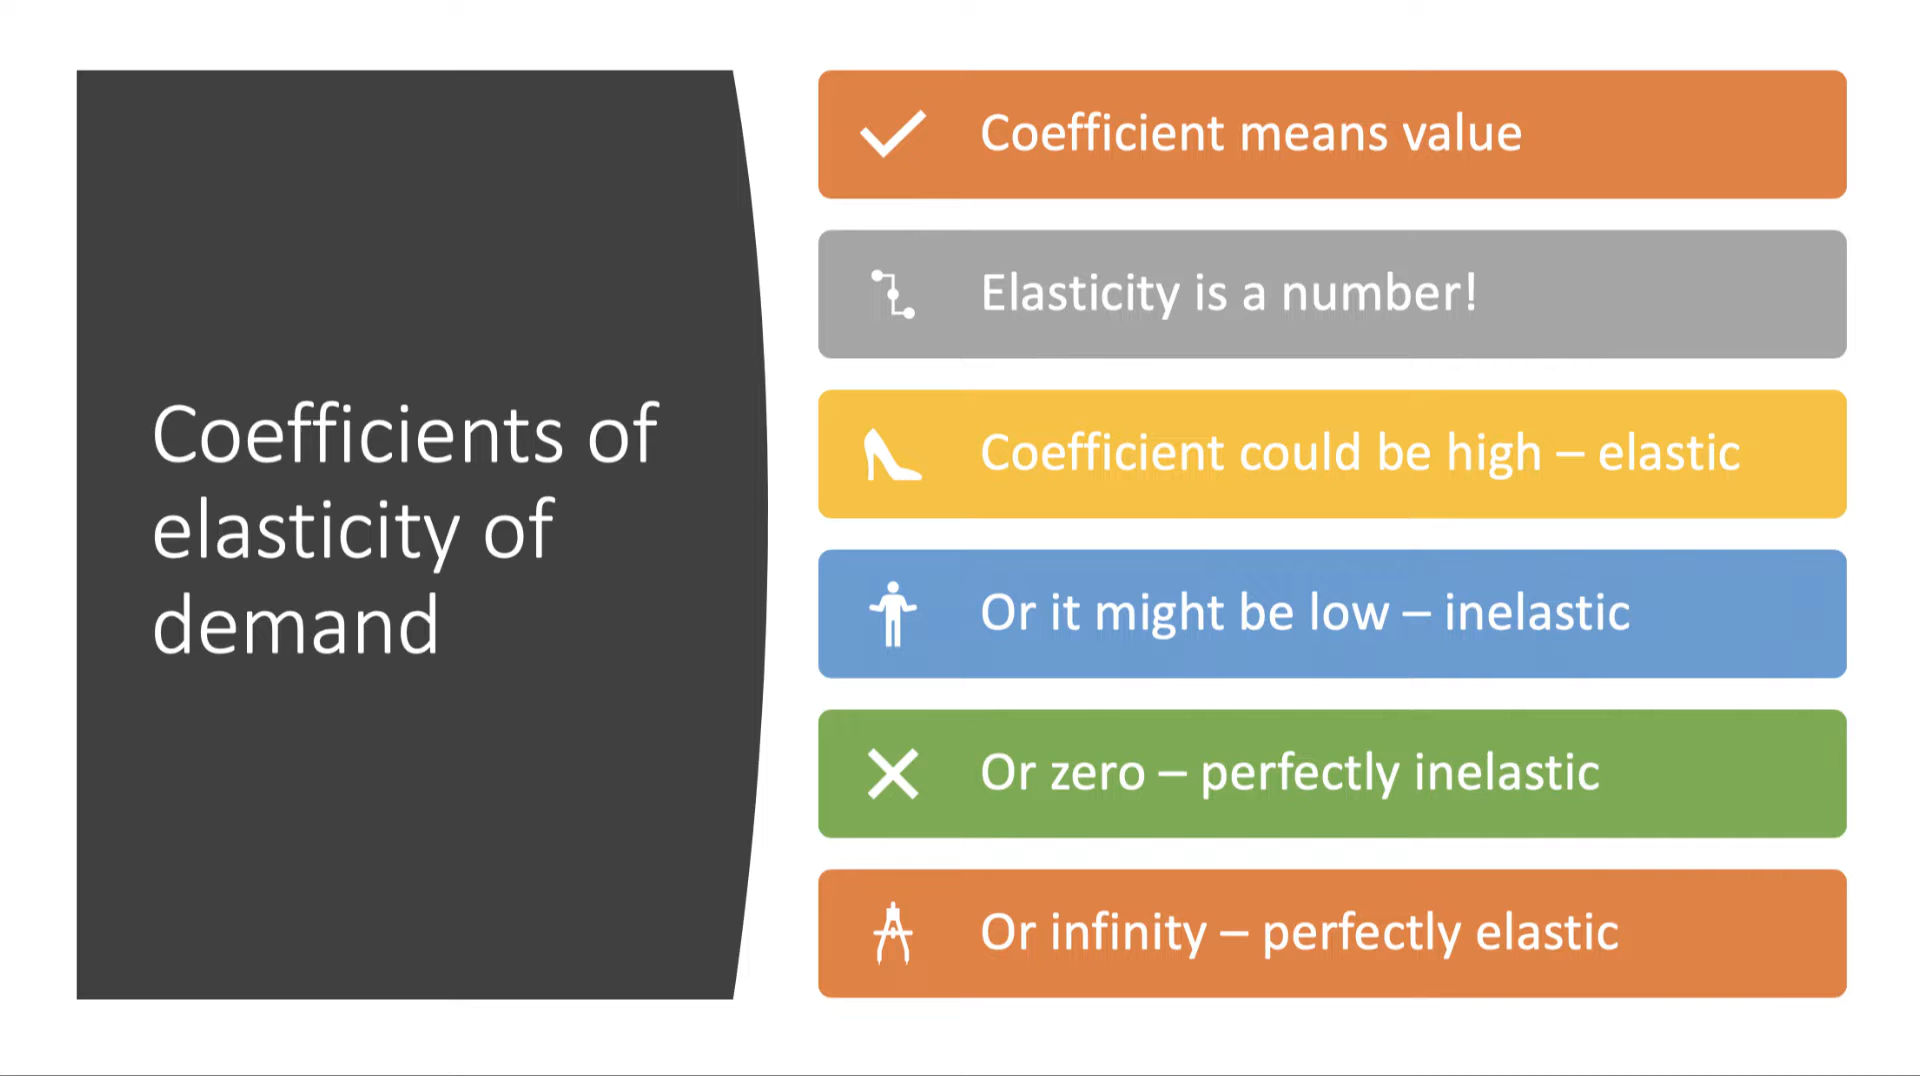 Coefficients of
elasticity of
demand
Coefficient means value
Elasticity is a number!
Coefficient could be high – elastic
Or it might be low – inelastic
Or zero – perfectly inelastic
Or infinity – perfectly elastic